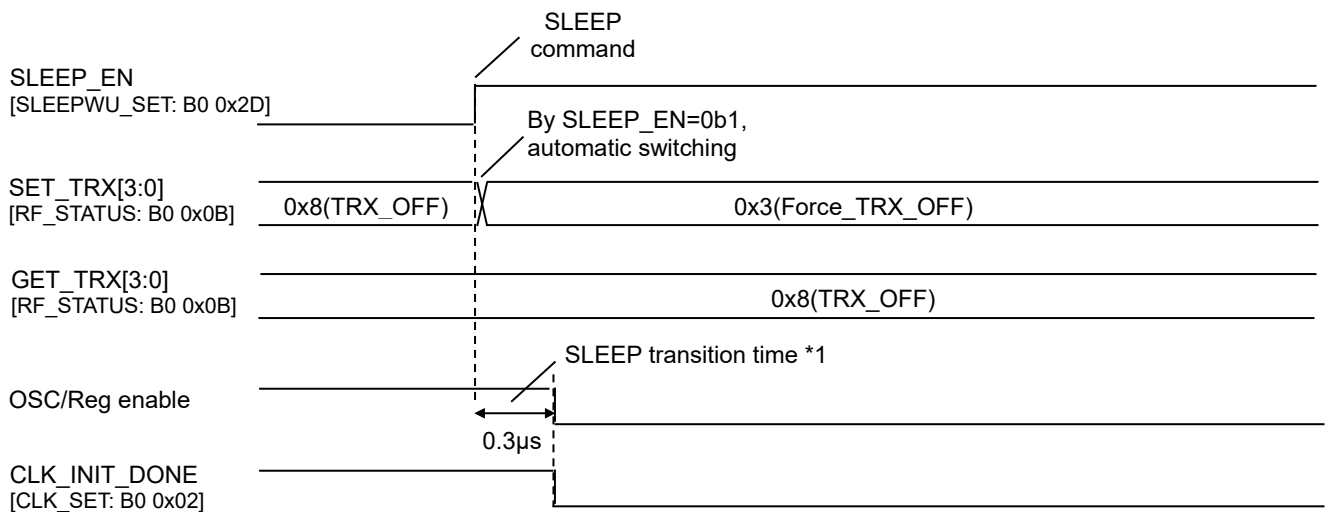 SLEEP
command
SLEEP_EN
[SLEEPWU_SET: B0 0x2D]
By SLEEP_EN=0b1,
automatic switching
SET_TRX[3:0]
[RF_STATUS: B0 0x0B]
0x8(TRX_OFF)
0x3(Force_TRX_OFF)
GET_TRX[3:0]
[RF_STATUS: B0 0x0B]
0x8(TRX_OFF)
SLEEP transition time *1
OSC/Reg enable
0.3µs
CLK_INIT_DONE
[CLK_SET: B0 0x02]